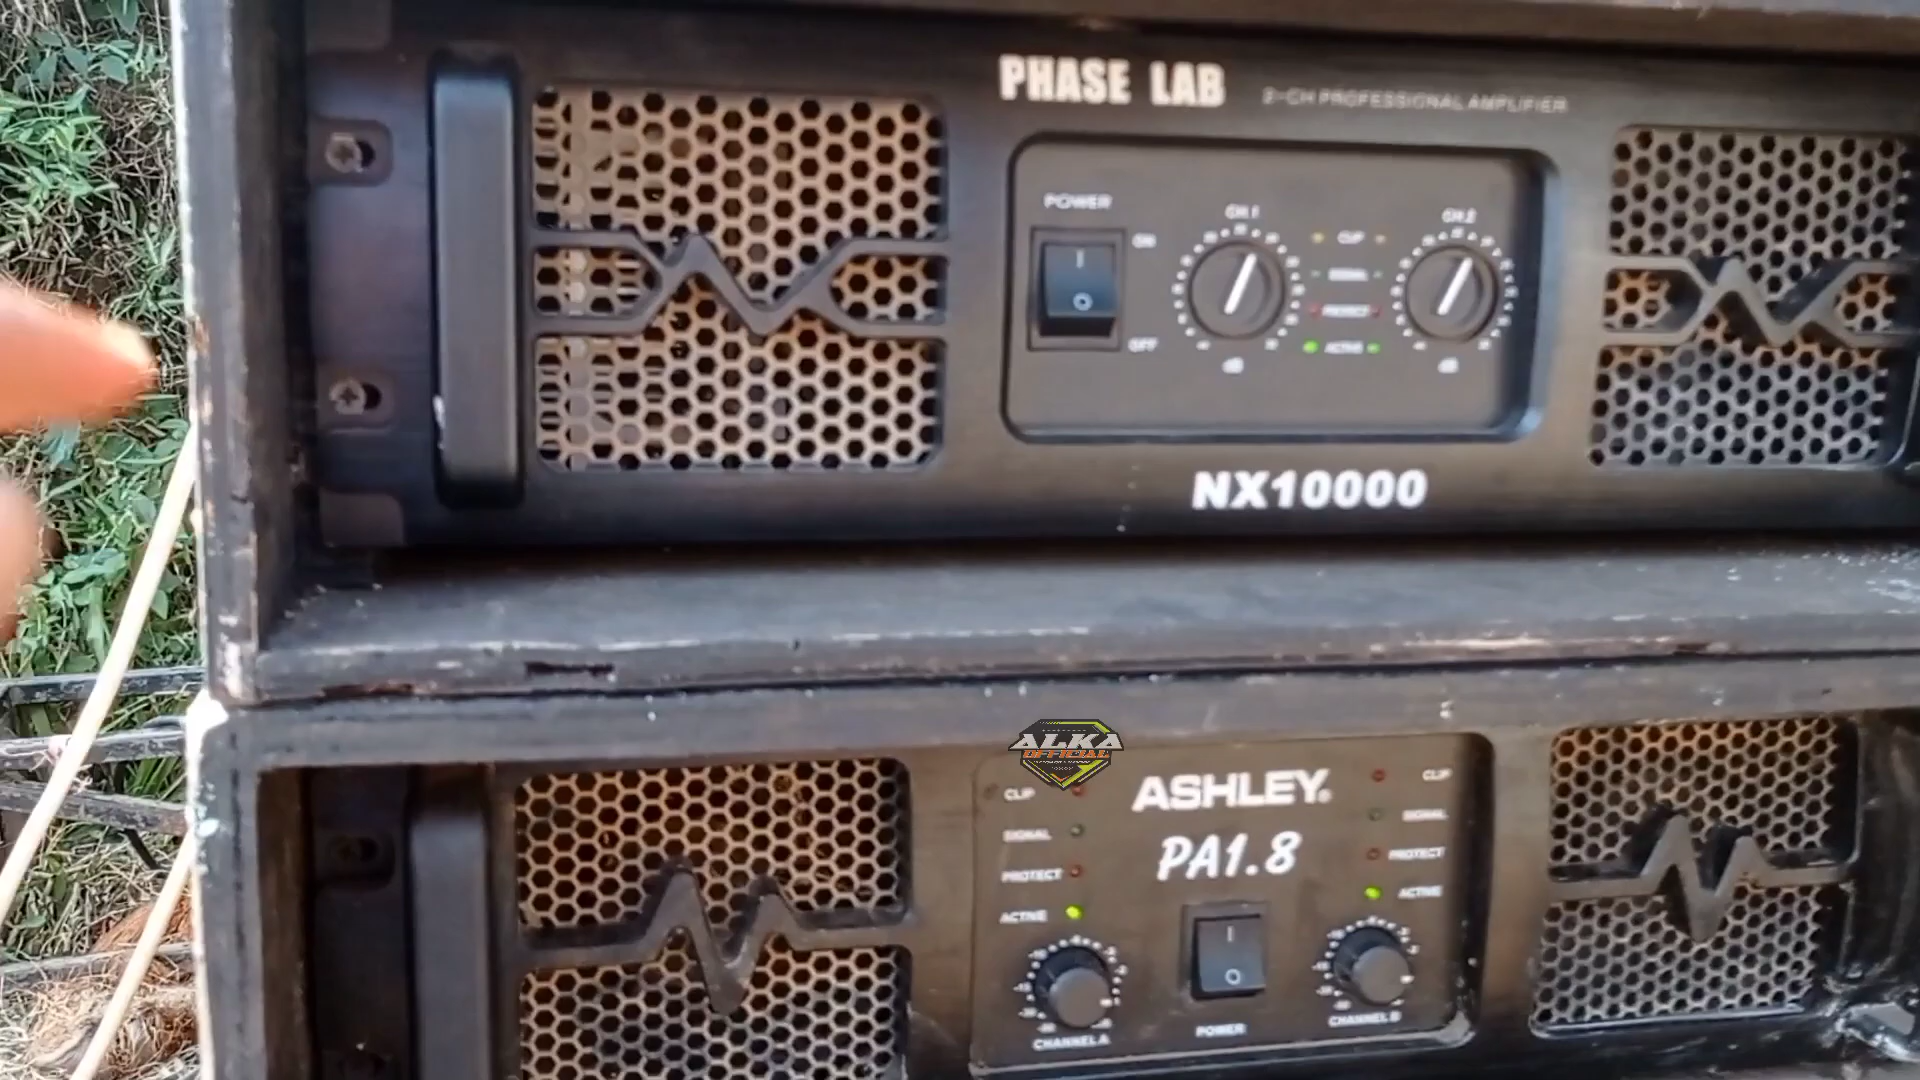 PHASE LAB 2-CH PROFESSIONAL AMPLIFIER
POWER
ON
OFF
CH.1
CH.2
CLIP
SIGNAL
PROTECT
ACTIVE
dB
dB
NX10000
ALKA
OFFICIAL
ASHLEY®
PA1.8
CLIP
SIGNAL
PROTECT
ACTIVE
CLIP
SIGNAL
PROTECT
ACTIVE
CHANNEL A
POWER
CHANNEL B